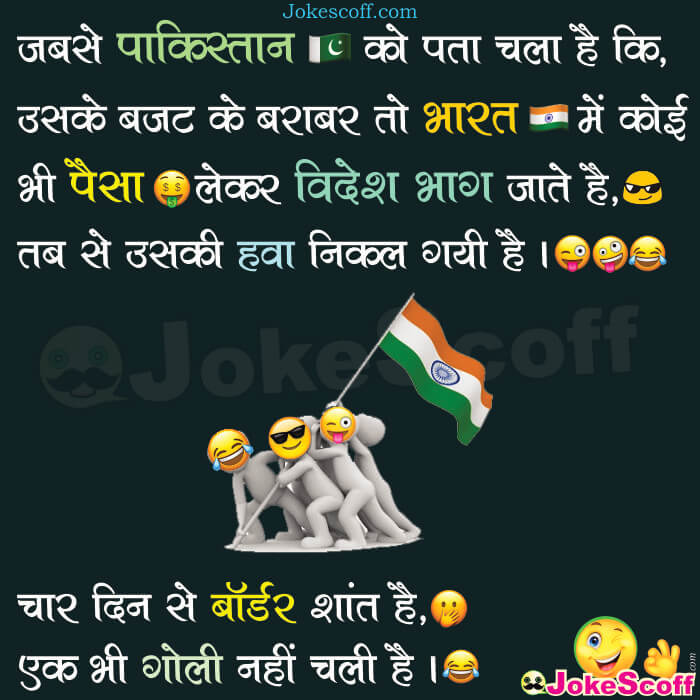 Jokescoff.com
जबसे पाकिस्तान 🇵🇰 को पता चला है कि,
उसके बजट के बराबर तो भारत 🇮🇳 में कोई
भी पैसा 🤑 लेकर विदेश भाग जाते है,😎
तब से उसकी हवा निकल गयी है ।😜🤪😂
JokeScoff
चार दिन से बॉर्डर शांत है,🤭
एक भी गोली नहीं चली है ।😂
JokeScoff.com